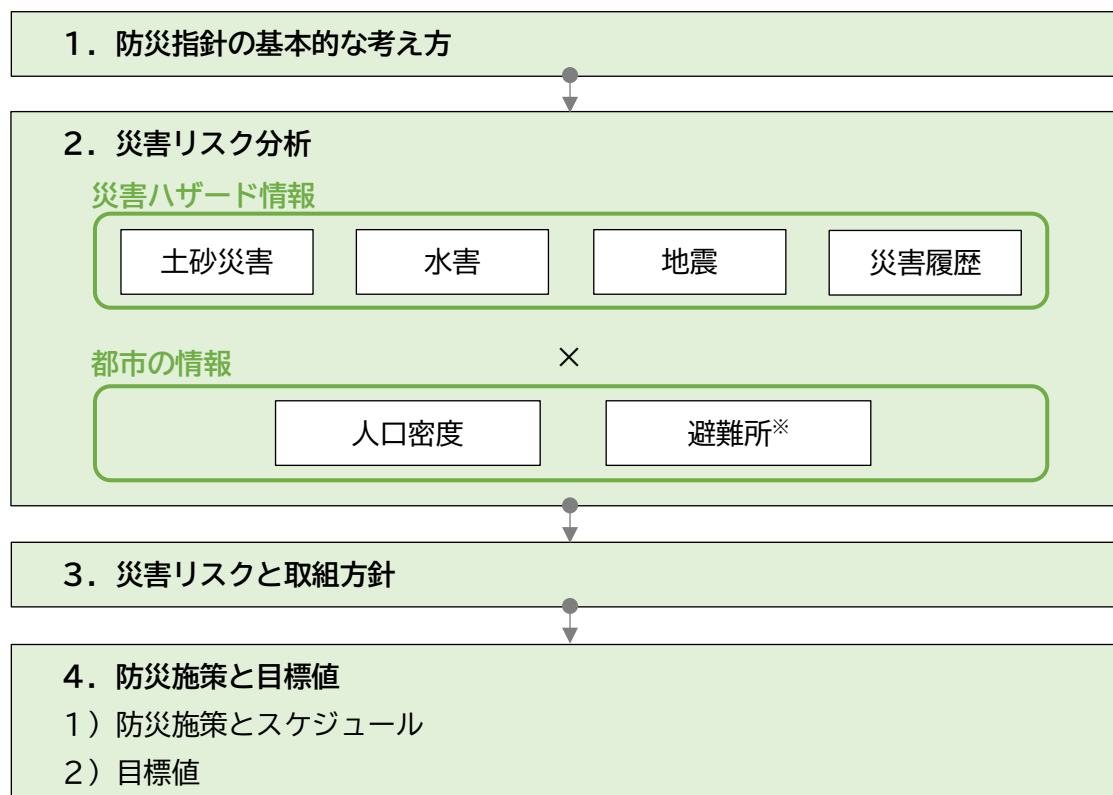 １．防災指針の基本的な考え方
２．災害リスク分析
災害ハザード情報
土砂災害 水害 地震 災害履歴
都市の情報
×
人口密度 避難所※
３．災害リスクと取組方針
４．防災施策と目標値
１）防災施策とスケジュール
２）目標値